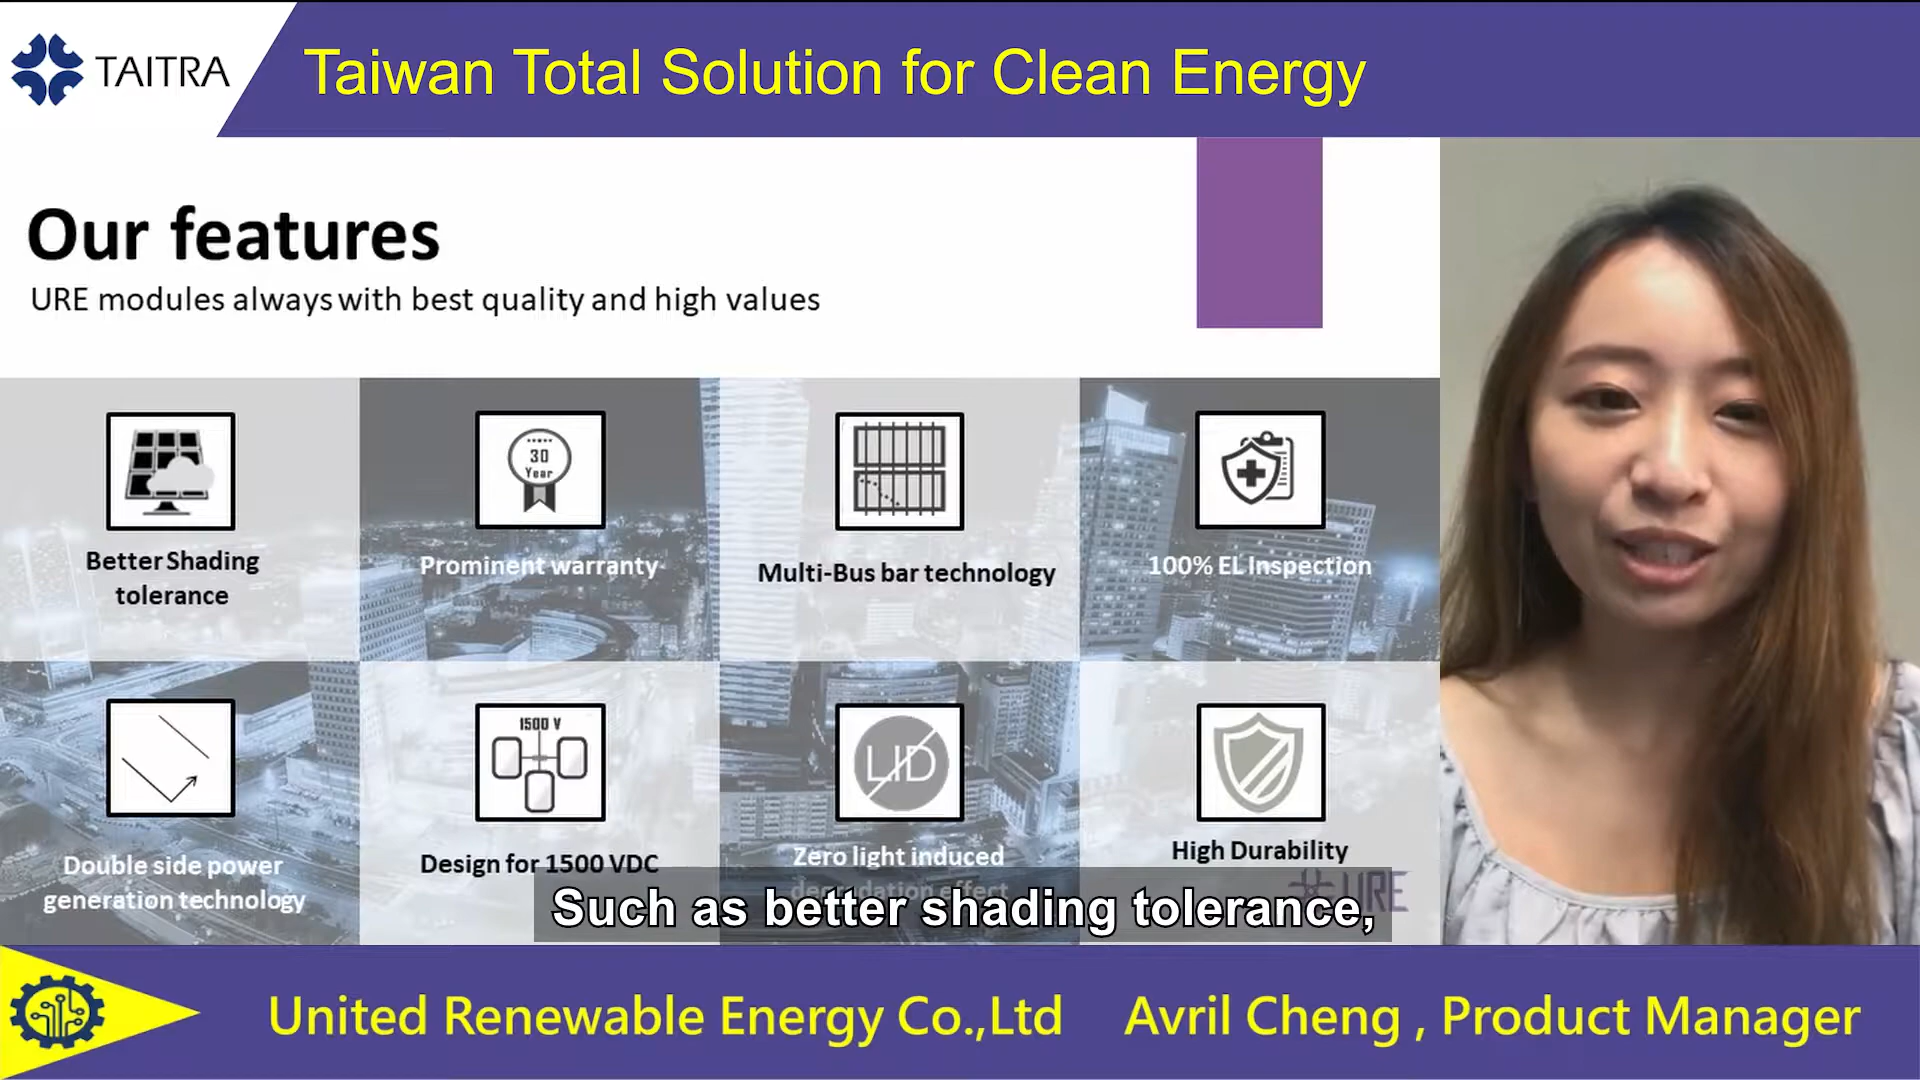 TAITRA
Taiwan Total Solution for Clean Energy
Our features
URE modules always with best quality and high values
Better Shading
tolerance
30
Year
Prominent warranty
Multi-Bus bar technology
100% EL Inspection
Double side power
generation technology
1500 V
Design for 1500 VDC
LID
Zero light induced
degradation effect
High Durability
URE
Such as better shading tolerance,
United Renewable Energy Co.,Ltd
Avril Cheng , Product Manager